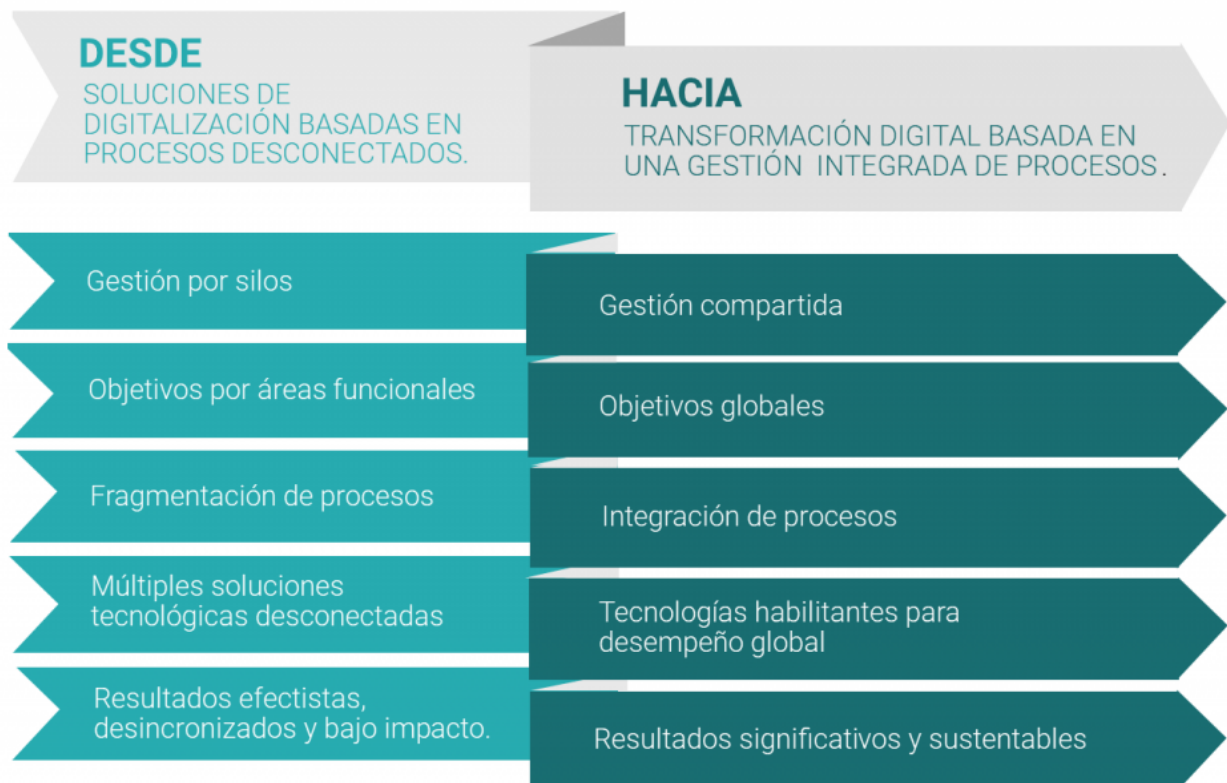 DESDE
SOLUCIONES DE
DIGITALIZACIÓN BASADAS EN
PROCESOS DESCONECTADOS.
HACIA
TRANSFORMACIÓN DIGITAL BASADA EN
UNA GESTIÓN INTEGRADA DE PROCESOS.
Gestión por silos
Gestión compartida
Objetivos por áreas funcionales
Objetivos globales
Fragmentación de procesos
Integración de procesos
Múltiples soluciones
tecnológicas desconectadas
Tecnologías habilitantes para
desempeño global
Resultados efectistas,
desincronizados y bajo impacto.
Resultados significativos y sustentables